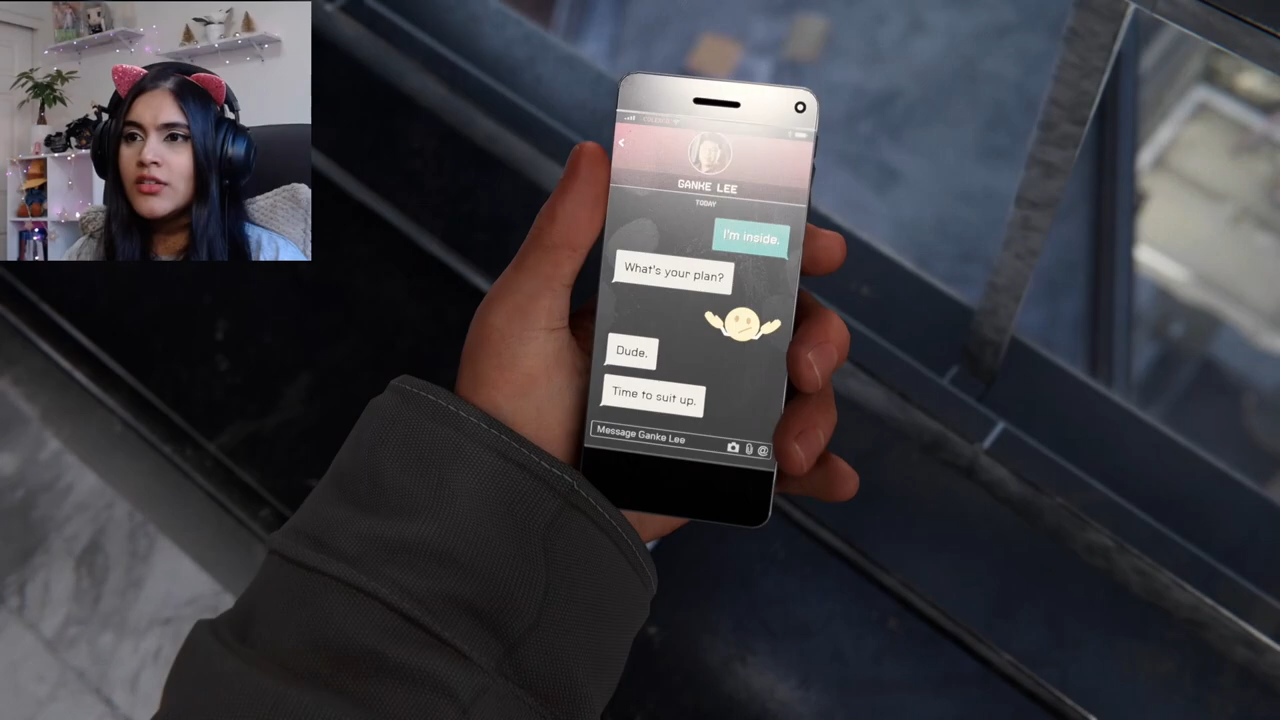 GANKE LEE
TODAY
I'm inside.
What's your plan?
Dude.
Time to suit up.
Message Ganke Lee
@